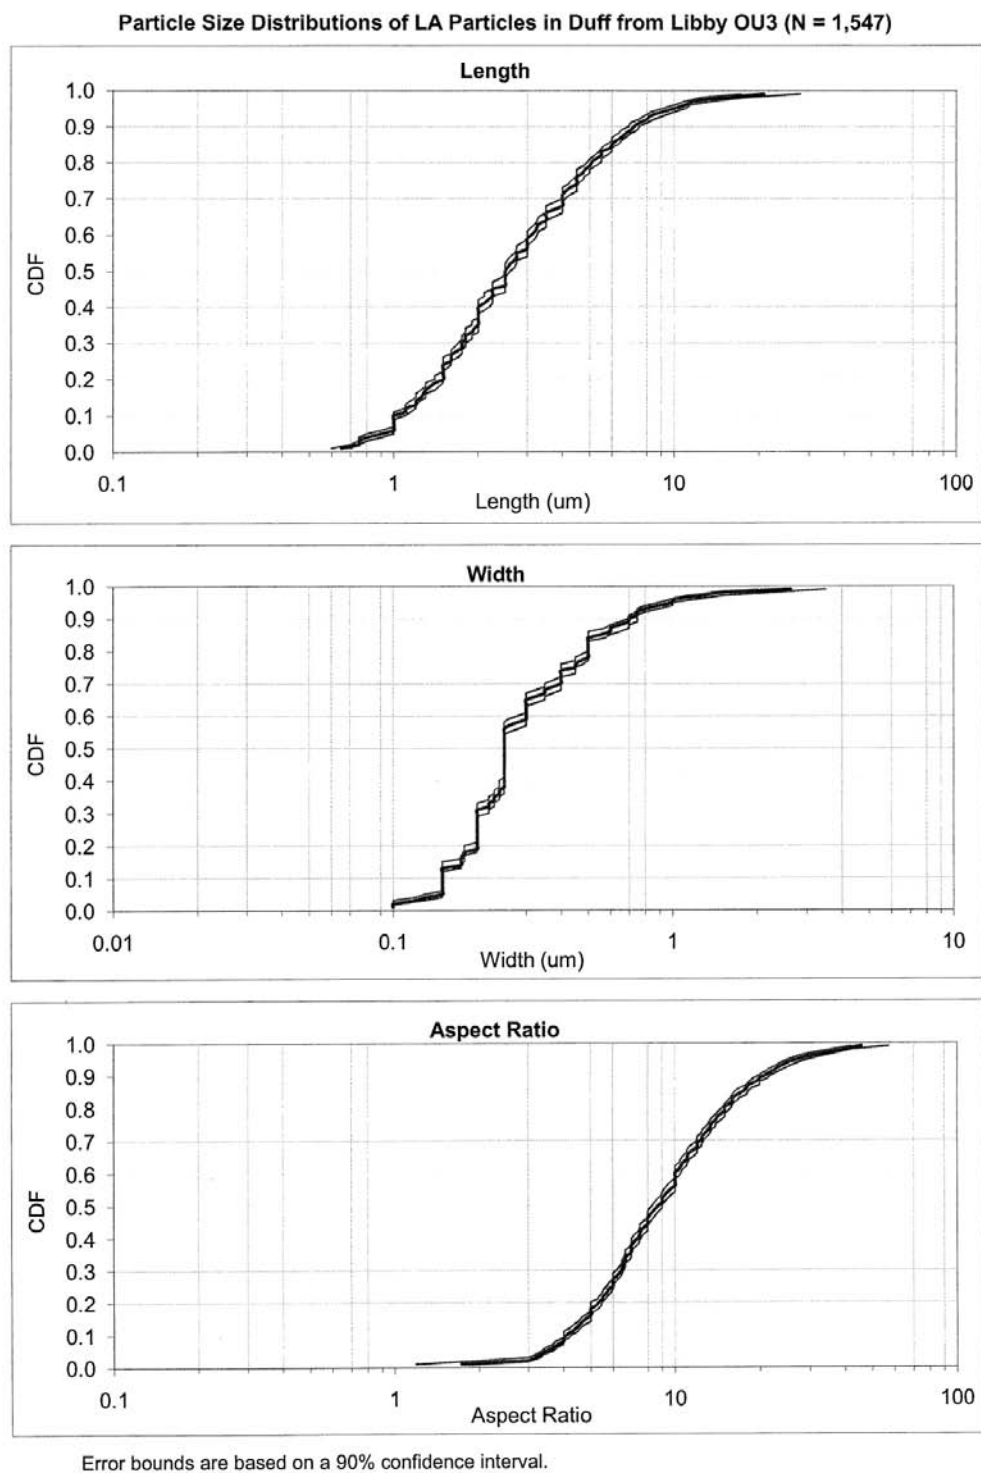 Particle Size Distributions of LA Particles in Duff from Libby OU3 (N = 1,547)
Length
1.0
0.9
0.8
0.7
0.6
0.5
0.4
0.3
0.2
0.1
0.0
CDF
0.1 1 10 100
Length (um)
Width
1.0
0.9
0.8
0.7
0.6
0.5
0.4
0.3
0.2
0.1
0.0
CDF
0.01 0.1 1 10
Width (um)
Aspect Ratio
1.0
0.9
0.8
0.7
0.6
0.5
0.4
0.3
0.2
0.1
0.0
CDF
0.1 1 10 100
Aspect Ratio
Error bounds are based on a 90% confidence interval.